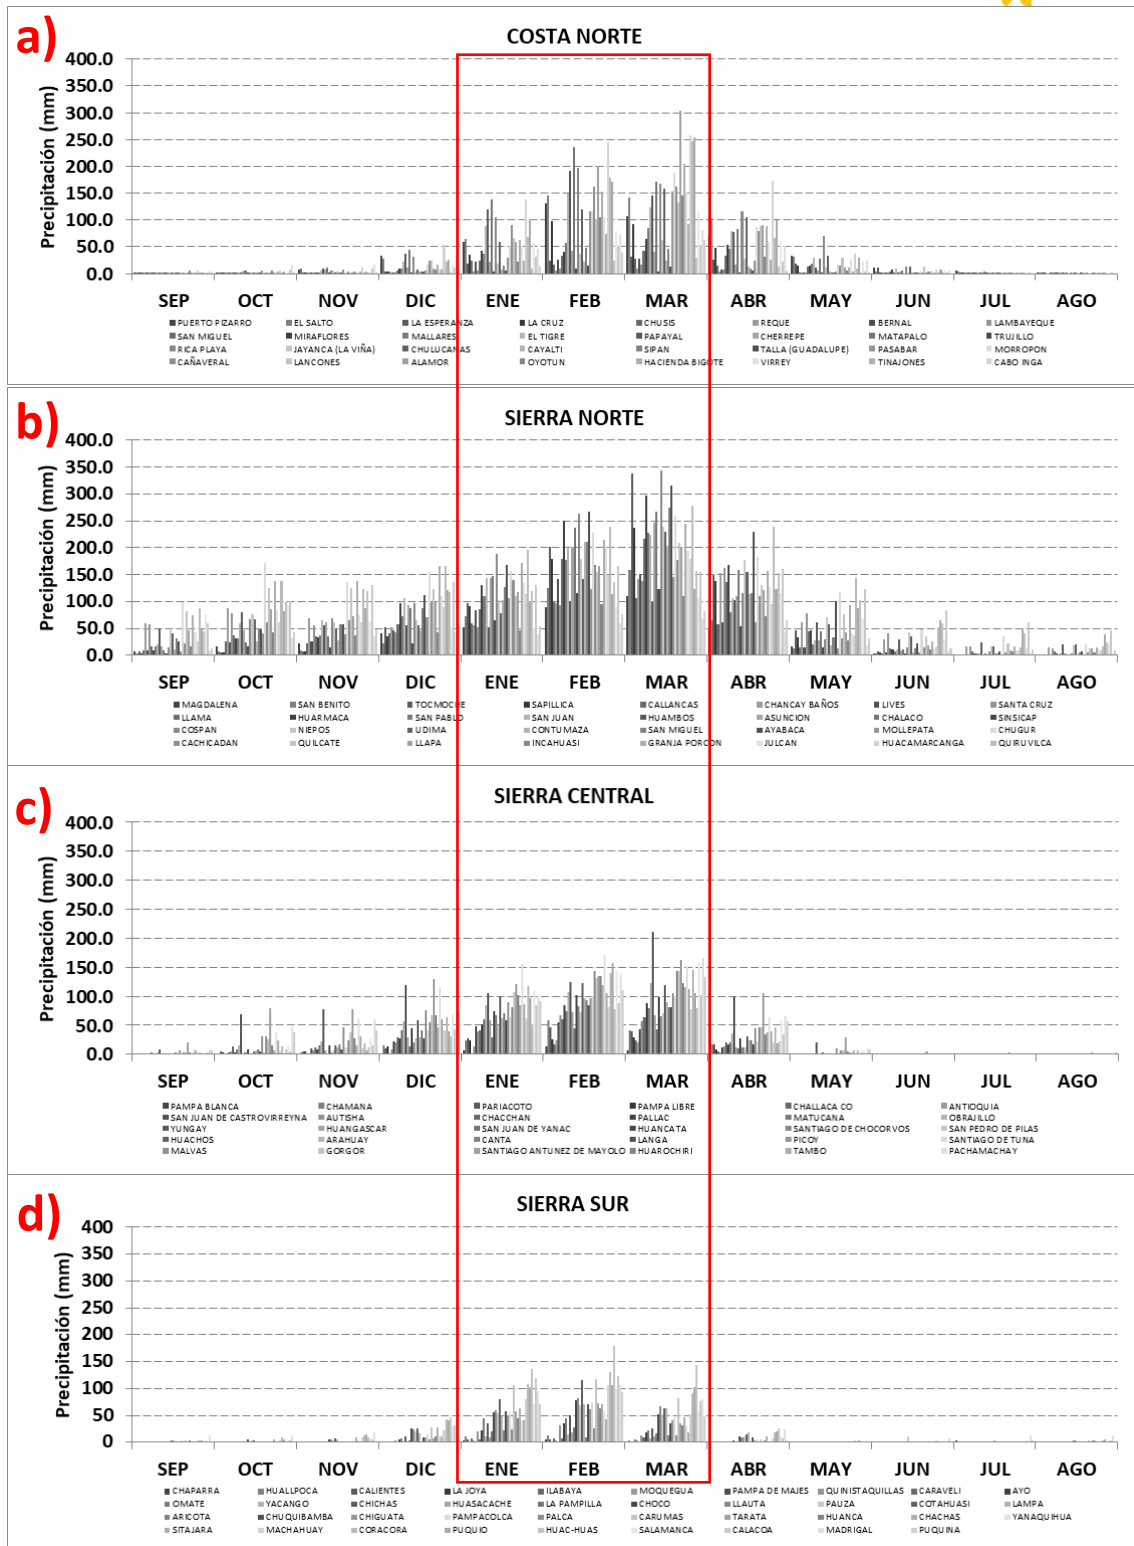 a)
COSTA NORTE
Precipitación (mm)
400.0
350.0
300.0
250.0
200.0
150.0
100.0
50.0
0.0
SEP OCT NOV DIC ENE FEB MAR ABR MAY JUN JUL AGO
PUERTO PIZARRO EL SALTO LA ESPERANZA LA CRUZ CHUSIS REQUE BERNAL LAMBAYEQUE
SAN MIGUEL MIRAFLORES MALLARES EL TIGRE PAPAYAL CHERREPE MATAPALO TRUJILLO
RICA PLAYA JAYANCA (LA VIÑA) CHULUCANAS CAYALTI SIPAN TALLA (GUADALUPE) PASABAR MORROPON
CAÑAVERAL LANCONES ALAMOR OYOTUN HACIENDA BIGOTE VIRREY TINAJONES CABO INGA
b)
SIERRA NORTE
Precipitación (mm)
400.0
350.0
300.0
250.0
200.0
150.0
100.0
50.0
0.0
SEP OCT NOV DIC ENE FEB MAR ABR MAY JUN JUL AGO
MAGDALENA SAN BENITO TOCMOCHE SAPILLICA CALLANCAS CHANCAY BAÑOS LIVES SANTA CRUZ
LLAMA HUARMACA SAN PABLO SAN JUAN HUAMBOS ASUNCION CHALACO SINSICAP
COSPAN NIEPOS UDIMA CONTUMAZA SAN MIGUEL AYABACA MOLLEPATA CHUGUR
CACHICADAN QUILCATE LLAPA INCAHUASI GRANJA PORCON JULCAN HUACAMARCANGA QUIRUVILCA
c)
SIERRA CENTRAL
Precipitación (mm)
400.0
350.0
300.0
250.0
200.0
150.0
100.0
50.0
0.0
SEP OCT NOV DIC ENE FEB MAR ABR MAY JUN JUL AGO
PAMPA BLANCA CHAMANA PARIACOTO PAMPA LIBRE CHALLACA CO ANTIOQUIA
SAN JUAN DE CASTROVIRREYNA AUTISHA CHACCHAN PALLAC MATUCANA OBRAJILLO
YUNGAY HUANGASCAR SAN JUAN DE YANAC HUANCATA SANTIAGO DE CHOCORVOS SAN PEDRO DE PILAS
HUACHOS ARAHUAY CANTA LANGA PICOY SANTIAGO DE TUNA
MALVAS GORGOR SANTIAGO ANTUNEZ DE MAYOLO HUAROCHIRI TAMBO PACHAMACHAY
d)
SIERRA SUR
Precipitación (mm)
400
350
300
250
200
150
100
50
0
SEP OCT NOV DIC ENE FEB MAR ABR MAY JUN JUL AGO
CHAPARRA HUALLPOCA CALIENTES LA JOYA ILABAYA MOQUEGUA PAMPA DE MAJES QUINISTAQUILLAS CARAVELI AYO
OMATE YACANGO CHICHAS HUASACACHE LA PAMPILLA CHOCO LLAUTA PAUZA COTAHUASI LAMPA
ARICOTA CHUQUIBAMBA CHIGUATA PAMPACOLCA PALCA CARUMAS TARATA HUANCA CHACHAS YANAQUIHUA
SITAJARA MACHAHUAY CORACORA PUQUIO HUAC-HUAS SALAMANCA CALACOA MADRIGAL PUQUINA